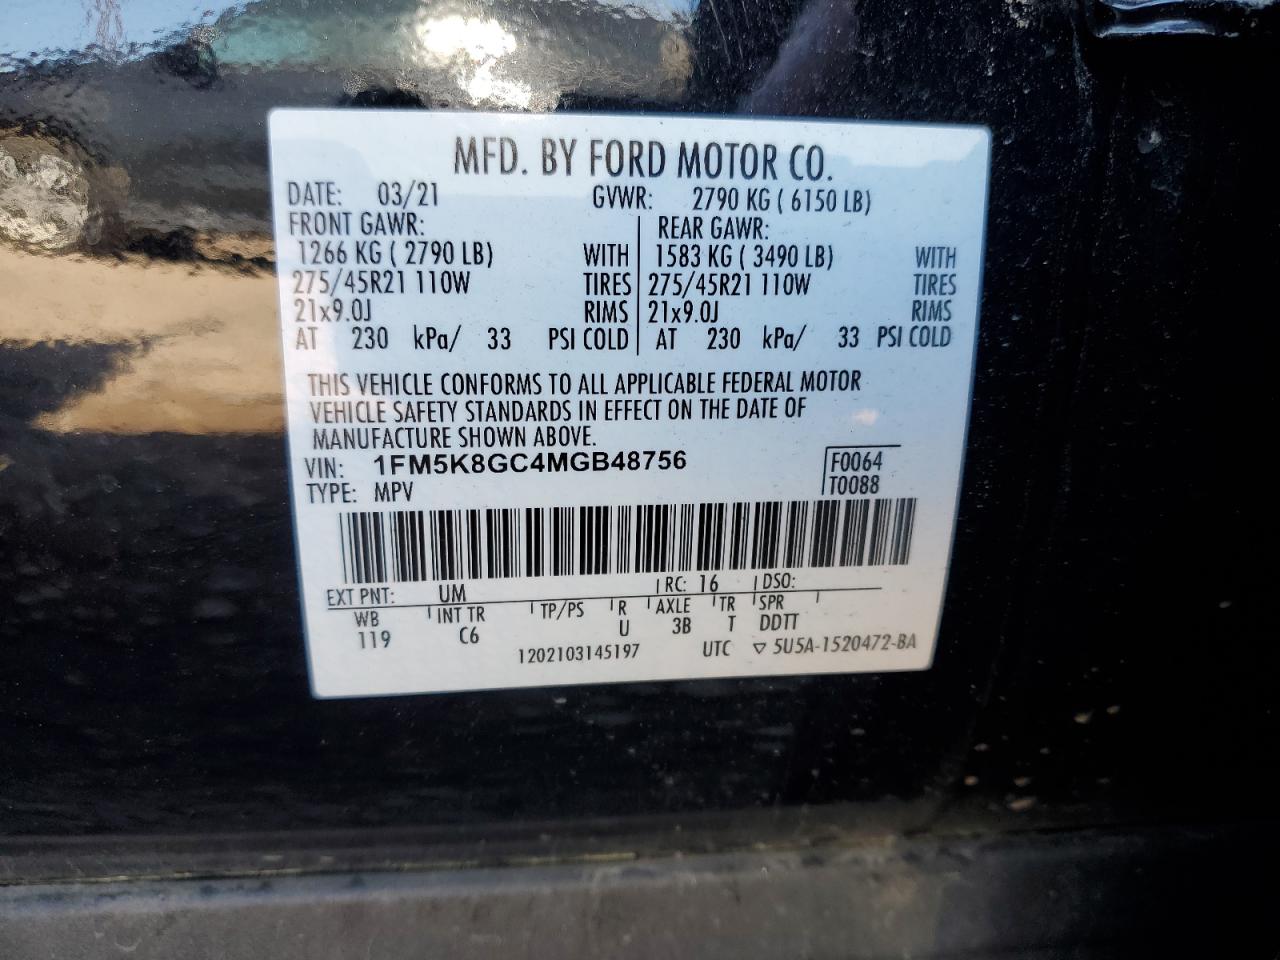 MFD. BY FORD MOTOR CO.
DATE: 03/21 GVWR: 2790 KG ( 6150 LB)
FRONT GAWR: REAR GAWR:
1266 KG ( 2790 LB) WITH 1583 KG ( 3490 LB) WITH
275/45R21 110W TIRES 275/45R21 110W TIRES
21x9.0J RIMS 21x9.0J RIMS
AT 230 kPa/ 33 PSI COLD AT 230 kPa/ 33 PSI COLD
THIS VEHICLE CONFORMS TO ALL APPLICABLE FEDERAL MOTOR
VEHICLE SAFETY STANDARDS IN EFFECT ON THE DATE OF
MANUFACTURE SHOWN ABOVE.
VIN: 1FM5K8GC4MGB48756 F0064
TYPE: MPV T0088
EXT PNT: UM RC: 16 DSO:
WB INT TR TP/PS R AXLE TR SPR
119 C6 U 3B T DDTT
1202103145197 UTC ▽ 5U5A-1520472-BA